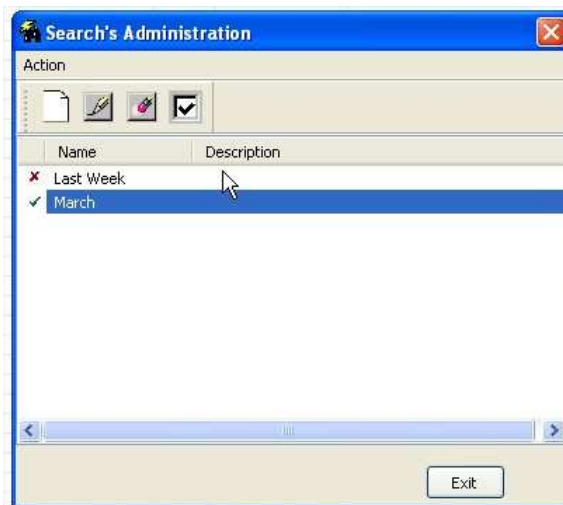 Search's Administration
Action
Name Description
Last Week
March
Exit